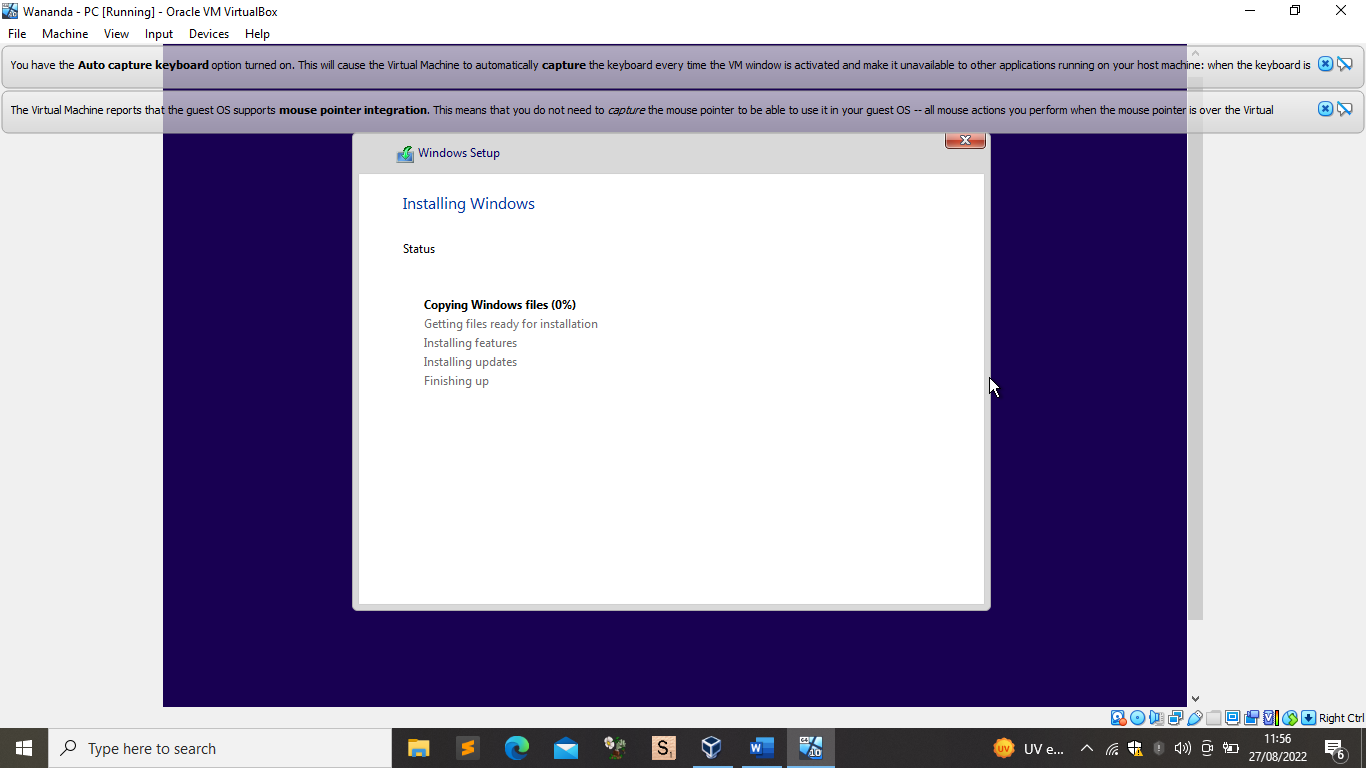 Wananda - PC [Running] - Oracle VM VirtualBox
File Machine View Input Devices Help
You have the Auto capture keyboard option turned on. This will cause the Virtual Machine to automatically capture the keyboard every time the VM window is activated and make it unavailable to other applications running on your host machine: when the keyboard is
The Virtual Machine reports that the guest OS supports mouse pointer integration. This means that you do not need to capture the mouse pointer to be able to use it in your guest OS -- all mouse actions you perform when the mouse pointer is over the Virtual
Windows Setup
Installing Windows
Status
Copying Windows files (0%)
Getting files ready for installation
Installing features
Installing updates
Finishing up
Right Ctrl
Type here to search
UV e...
11:56
27/08/2022
6